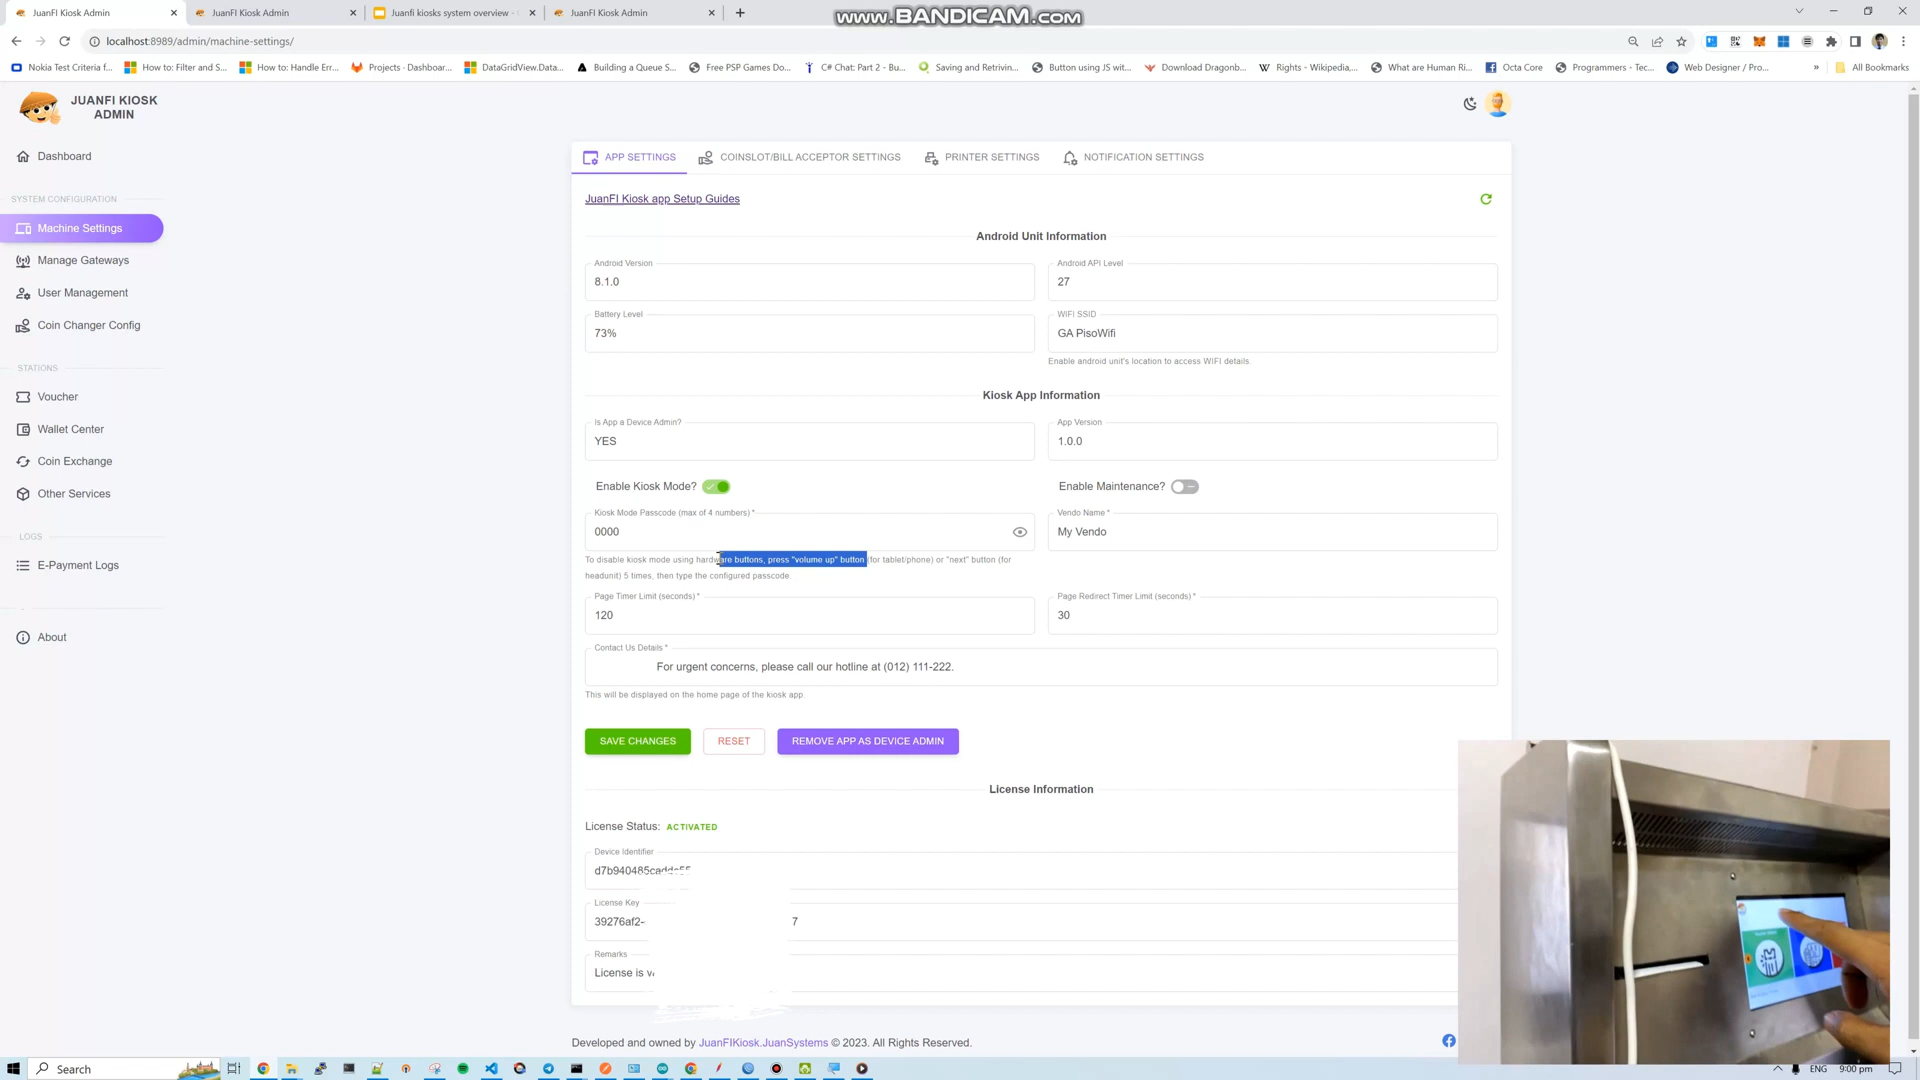 JuanFI Kiosk Admin
JuanFI Kiosk Admin
Juanfi kiosks system overview -
JuanFI Kiosk Admin
www.BANDICAM.com
localhost:8989/admin/machine-settings/
Nokia Test Criteria f...
How to: Filter and S...
How to: Handle Err...
Projects · Dashboar...
DataGridView.Data...
Building a Queue S...
Free PSP Games Do...
C# Chat: Part 2 - Bu...
Saving and Retrivin...
Button using JS wit...
Download Dragonb...
Rights - Wikipedia,...
What are Human Ri...
Octa Core
Programmers - Tec...
Web Designer / Pro...
»
All Bookmarks
JUANFI KIOSK
ADMIN
Dashboard
SYSTEM CONFIGURATION
Machine Settings
Manage Gateways
User Management
Coin Changer Config
STATIONS
Voucher
Wallet Center
Coin Exchange
Other Services
LOGS
E-Payment Logs
About
APP SETTINGS
COINSLOT/BILL ACCEPTOR SETTINGS
PRINTER SETTINGS
NOTIFICATION SETTINGS
JuanFI Kiosk app Setup Guides
Android Unit Information
Android Version
8.1.0
Android API Level
27
Battery Level
73%
WIFI SSID
GA PisoWifi
Enable android unit's location to access WIFI details.
Kiosk App Information
Is App a Device Admin?
YES
App Version
1.0.0
Enable Kiosk Mode?
Enable Maintenance?
Kiosk Mode Passcode (max of 4 numbers) *
0000
Vendo Name *
My Vendo
To disable kiosk mode using hardware buttons, press "volume up" button (for tablet/phone) or "next" button (for
headunit) 5 times, then type the configured passcode.
Page Timer Limit (seconds) *
120
Page Redirect Timer Limit (seconds) *
30
Contact Us Details *
For urgent concerns, please call our hotline at (012) 111-222.
This will be displayed on the home page of the kiosk app.
SAVE CHANGES
RESET
REMOVE APP AS DEVICE ADMIN
License Information
License Status: ACTIVATED
Device Identifier
License Key
39276af2- 7
Remarks
License is
Developed and owned by JuanFIKiosk.JuanSystems © 2023. All Rights Reserved.
Search
ENG
9:00 pm